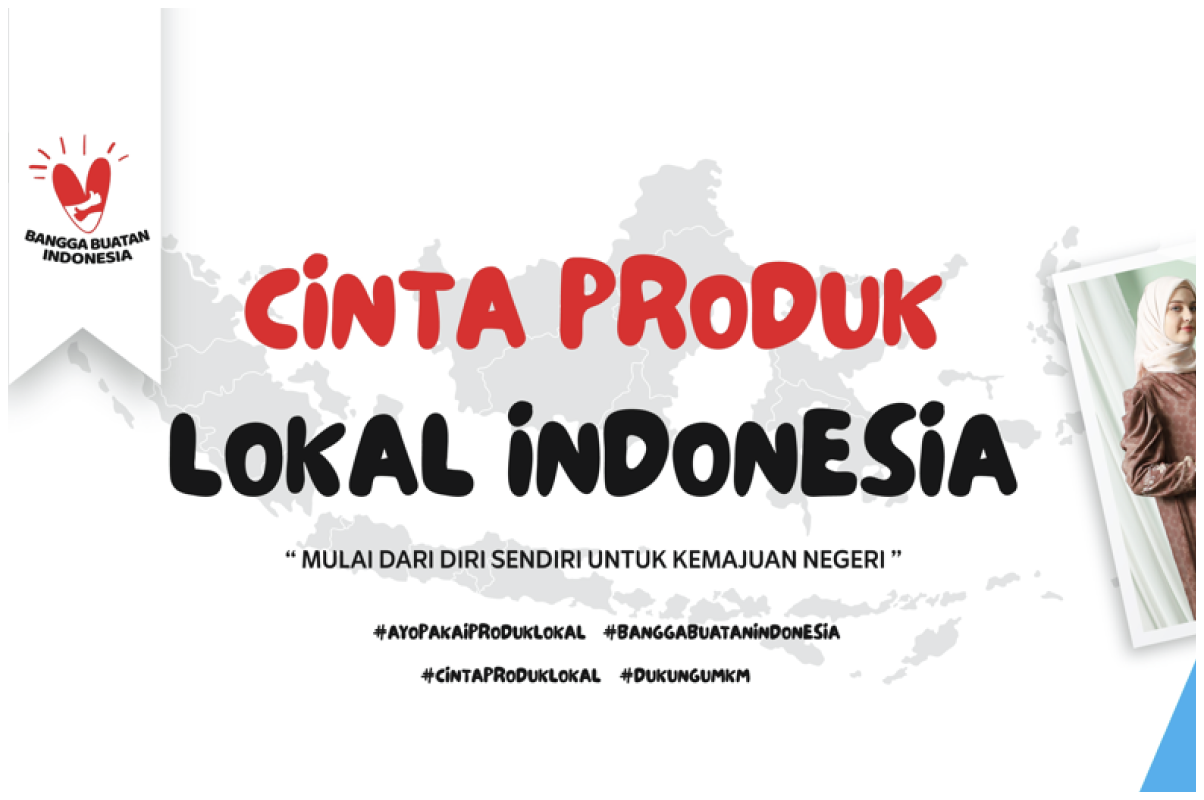 BANGGA BUATAN
INDONESIA
CINTA PRODUK
LOKAL INDONESIA
“ MULAI DARI DIRI SENDIRI UNTUK KEMAJUAN NEGERI ”
#AYOPAKAIPRODUKLOKAL #BANGGABUATANINDONESIA
#CINTAPRODUKLOKAL #DUKUNGUMKM